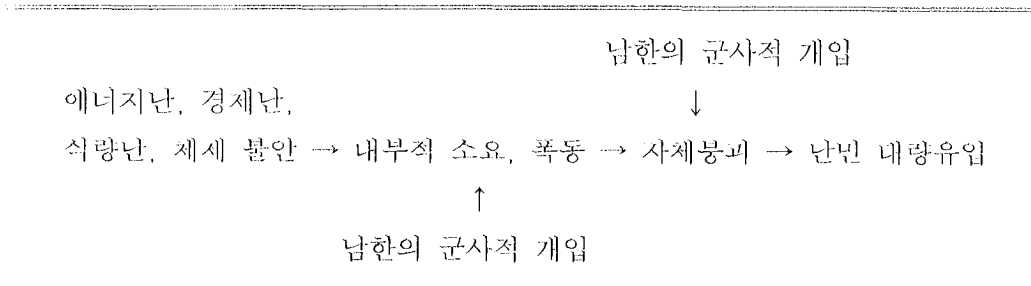 남한의 군사적 개입
에너지난, 경제난, ↓
식량난, 체제 불안 → 내부적 소요, 폭동 → 자체붕괴 → 난민 대량유입
↑
남한의 군사적 개입